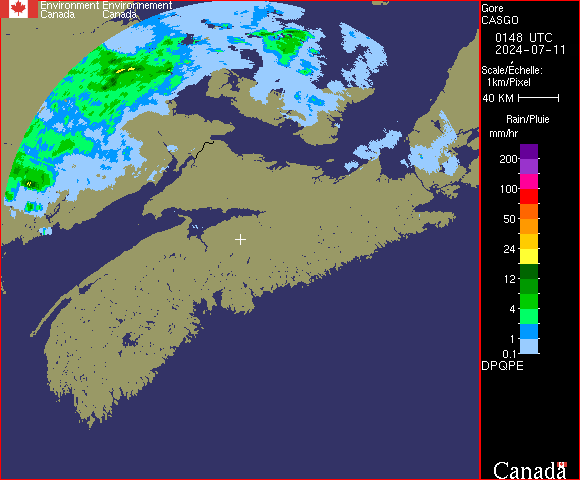 Environment Environnement
Canada Canada
Gore
CASGO
0148 UTC
2024-07-11
Scale/Échelle:
1km/Pixel
40 KM
Rain/Pluie
mm/hr
200
100
50
24
12
4
1
0.1
DPQPE
Canada